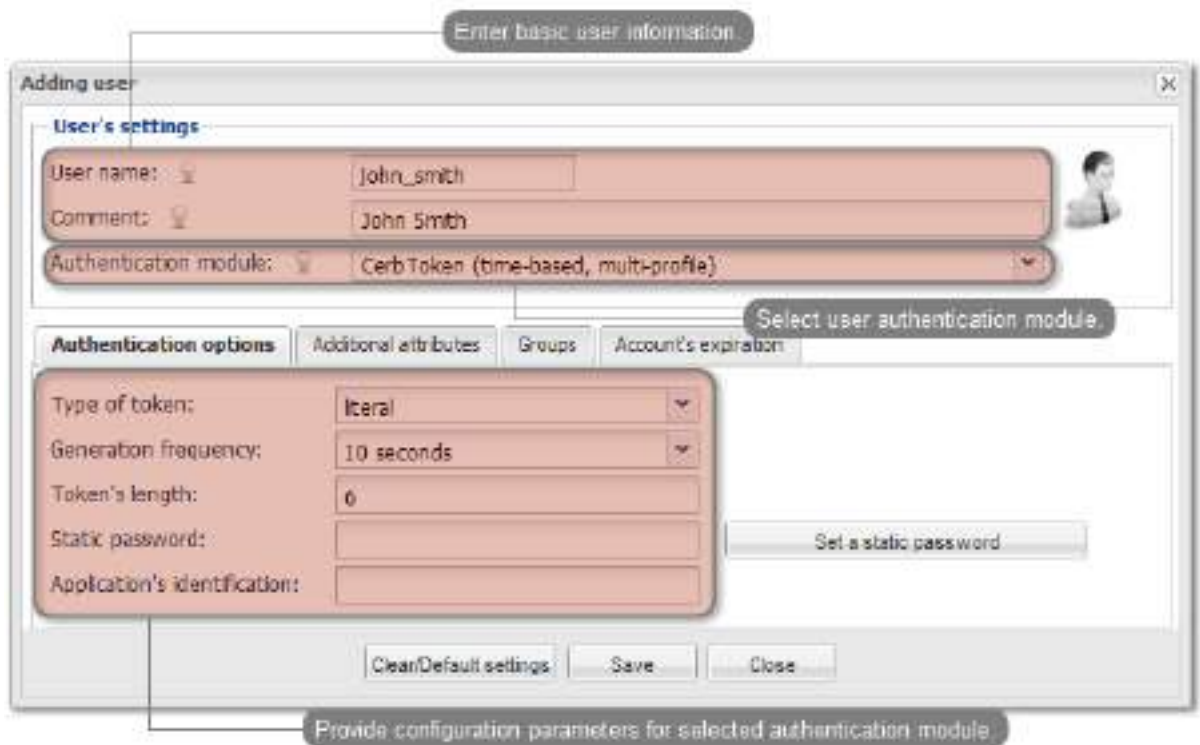 Enter basic user information.
Adding user
User's settings
User name:
john_smith
Comment:
John Smith
Authentication module:
CerbToken (time-based, multi-profile)
Select user authentication module.
Authentication options
Additional attributes
Groups
Account's expiration
Type of token:
literal
Generation frequency:
10 seconds
Token's length:
6
Static password:
Set a static password
Application's identification:
Clear/Default settings
Save
Close
Provide configuration parameters for selected authentication module.